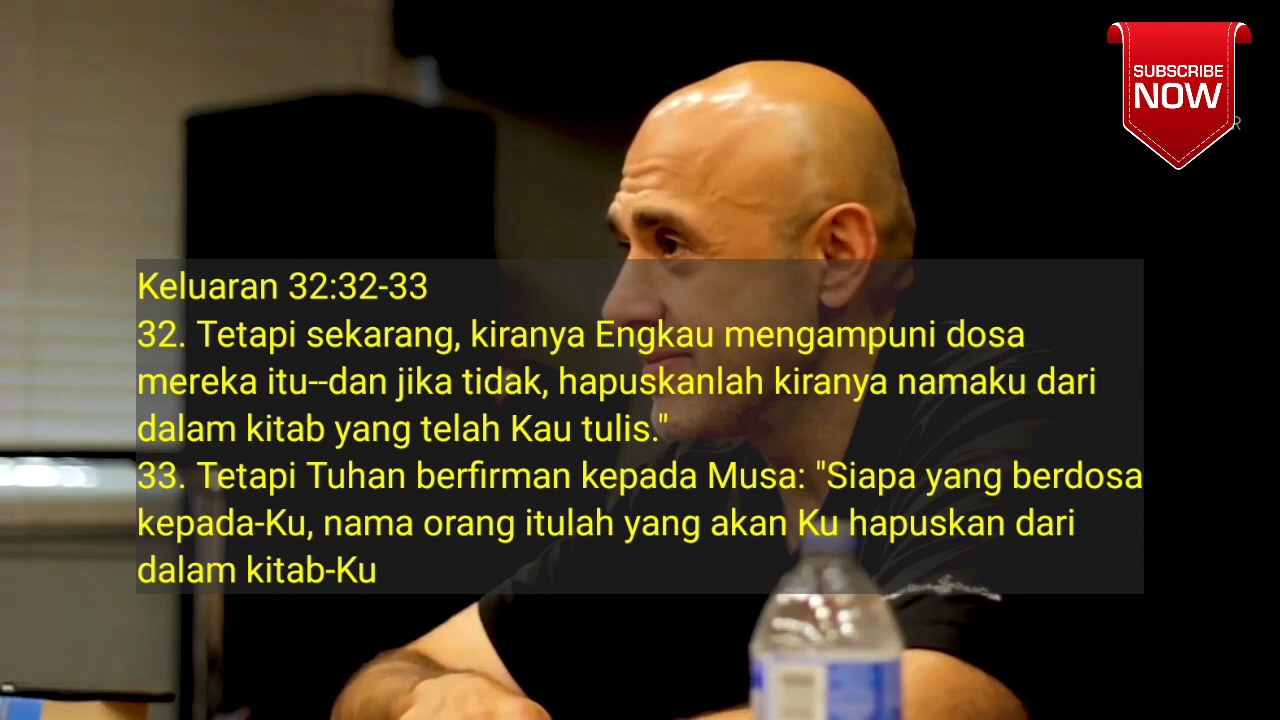 SUBSCRIBE
NOW
R
Keluaran 32:32-33
32. Tetapi sekarang, kiranya Engkau mengampuni dosa
mereka itu--dan jika tidak, hapuskanlah kiranya namaku dari
dalam kitab yang telah Kau tulis."
33. Tetapi Tuhan berfirman kepada Musa: "Siapa yang berdosa
kepada-Ku, nama orang itulah yang akan Ku hapuskan dari
dalam kitab-Ku